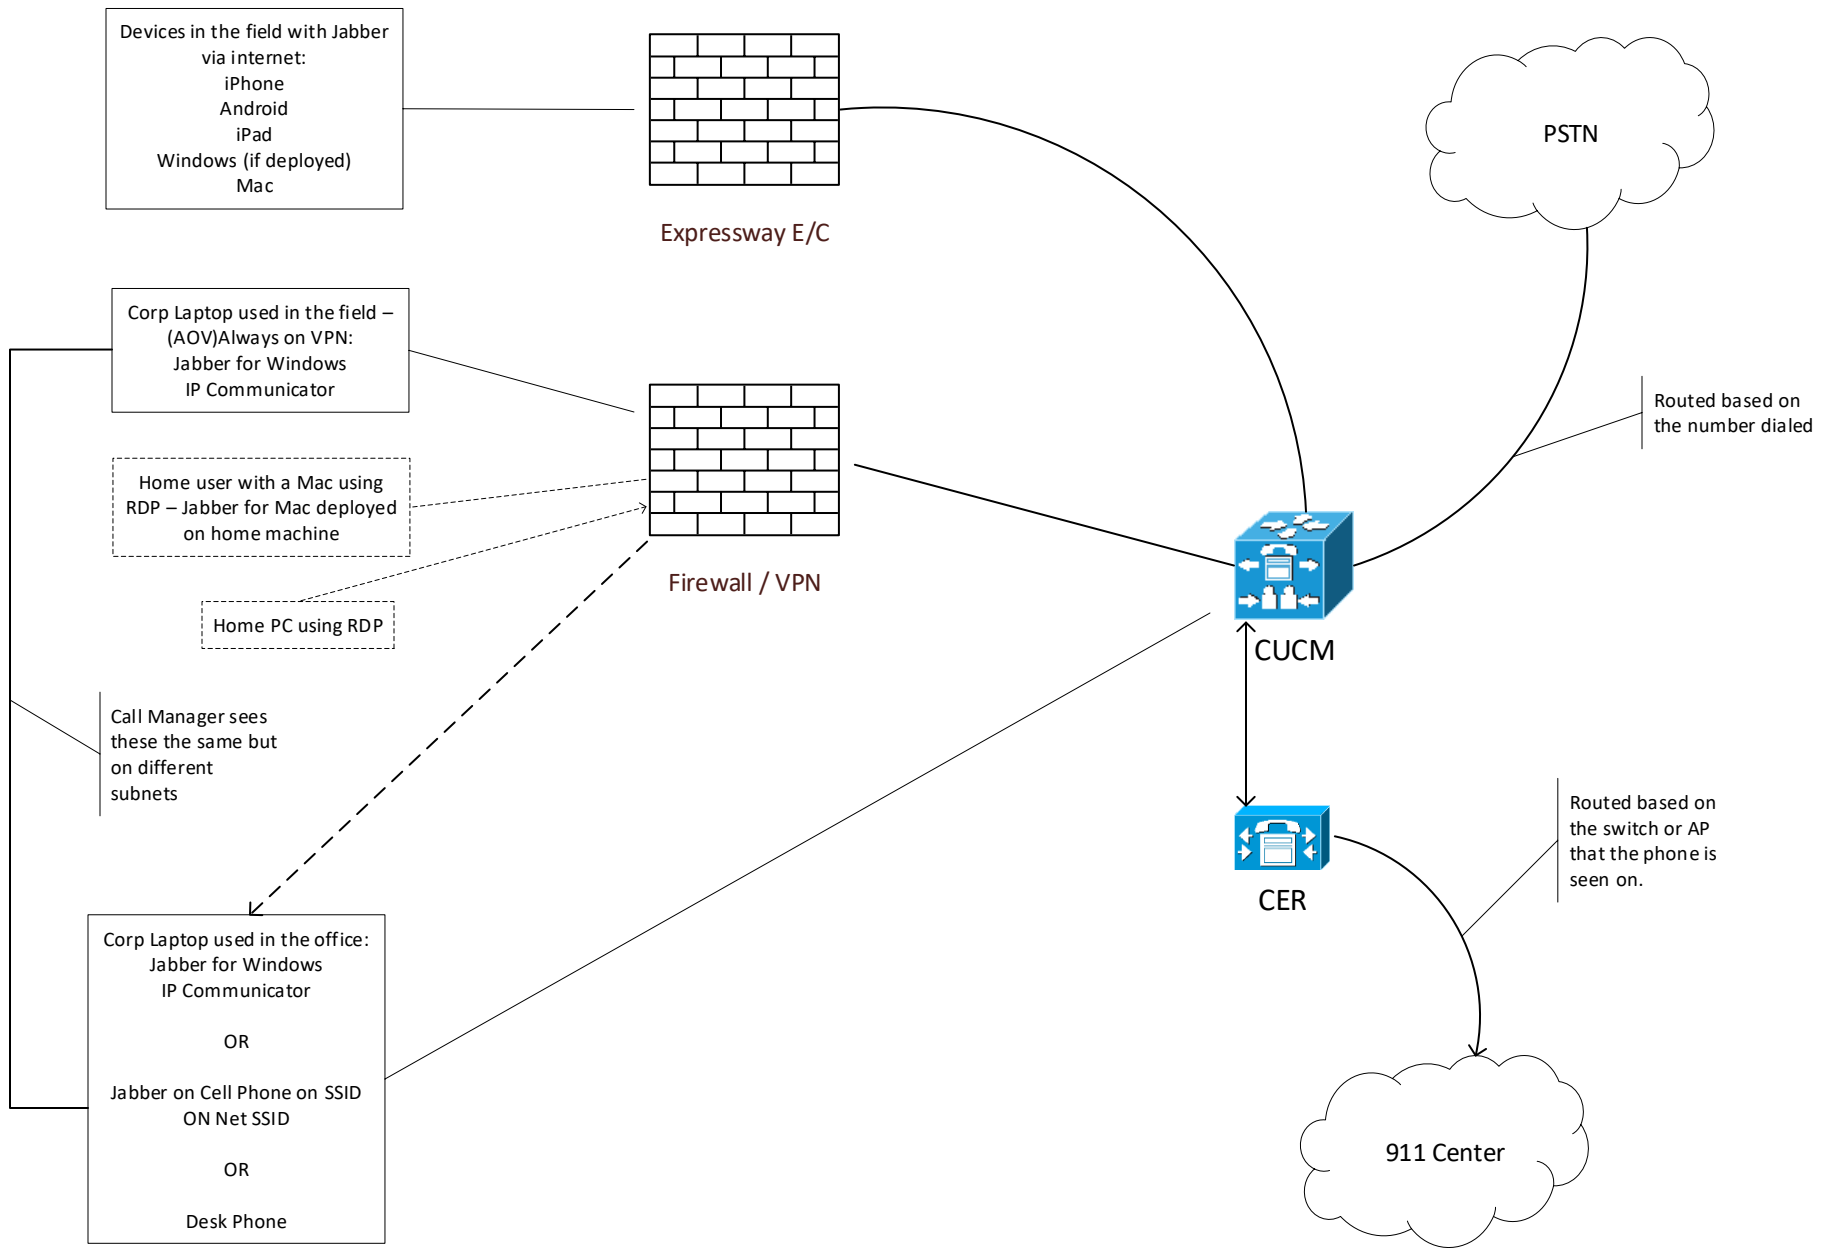 Devices in the field with Jabber
via internet:
iPhone
Android
iPad
Windows (if deployed)
Mac
Expressway E/C
PSTN
Corp Laptop used in the field –
(AOV)Always on VPN:
Jabber for Windows
IP Communicator
Routed based on
the number dialed
Home user with a Mac using
RDP – Jabber for Mac deployed
on home machine
Firewall / VPN
Home PC using RDP
CUCM
Call Manager sees
these the same but
on different
subnets
Routed based on
the switch or AP
that the phone is
seen on.
CER
Corp Laptop used in the office:
Jabber for Windows
IP Communicator
OR
Jabber on Cell Phone on SSID
ON Net SSID
OR
Desk Phone
911 Center